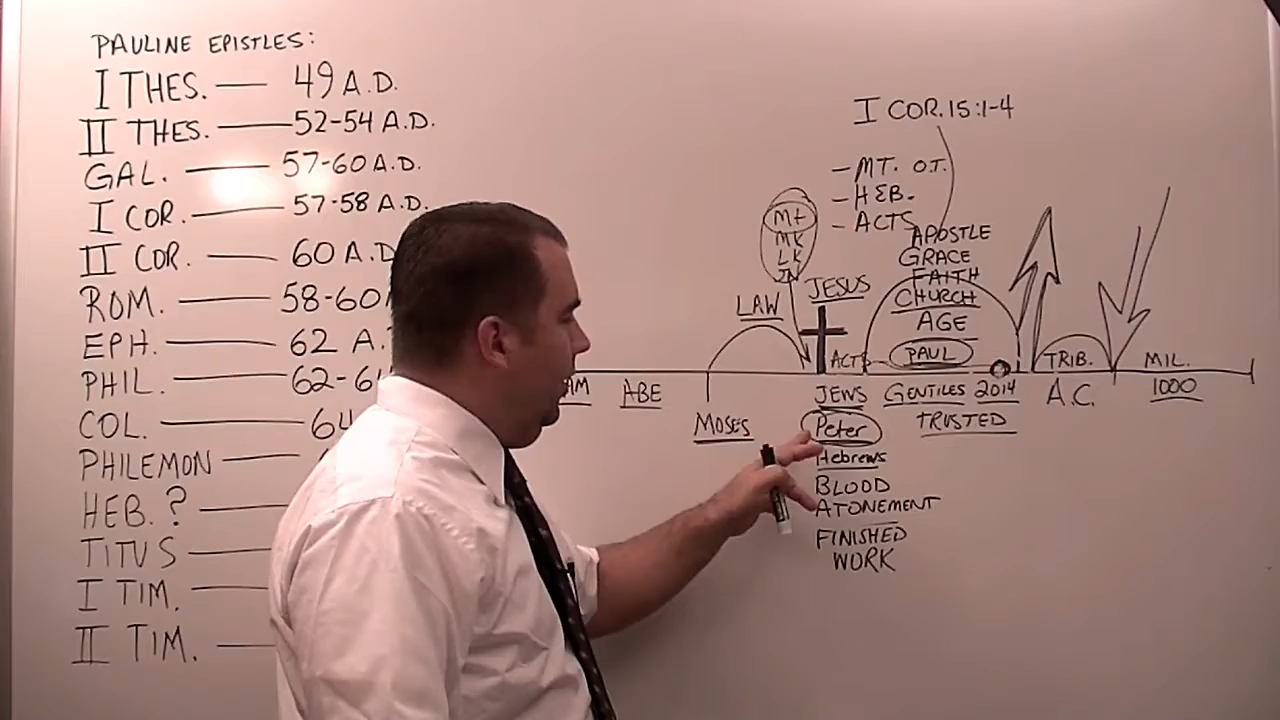 PAULINE EPISTLES:
I THES. — 49 A.D.
II THES. — 52-54 A.D.
GAL. — 57-60 A.D.
I COR. — 57-58 A.D.
II COR. — 60 A.D
ROM. — 58-60
EPH. — 62 A.
PHIL. — 62-6
COL. — 64
PHILEMON —
HEB. ? —
TITUS —
I TIM. —
II TIM. —
I COR. 15:1-4
- MT. O.T.
- HEB.
- ACTS
Mt
MK
LK
JN
APOSTLE
GRACE
FAITH
CHURCH
AGE
PAUL
JESUS
LAW
ACTS
TRIB.
MIL.
ABE
MOSES
JEWS
GENTILES 2014
A.C.
1000
Peter
TRUSTED
Hebrews
BLOOD
ATONEMENT
FINISHED
WORK